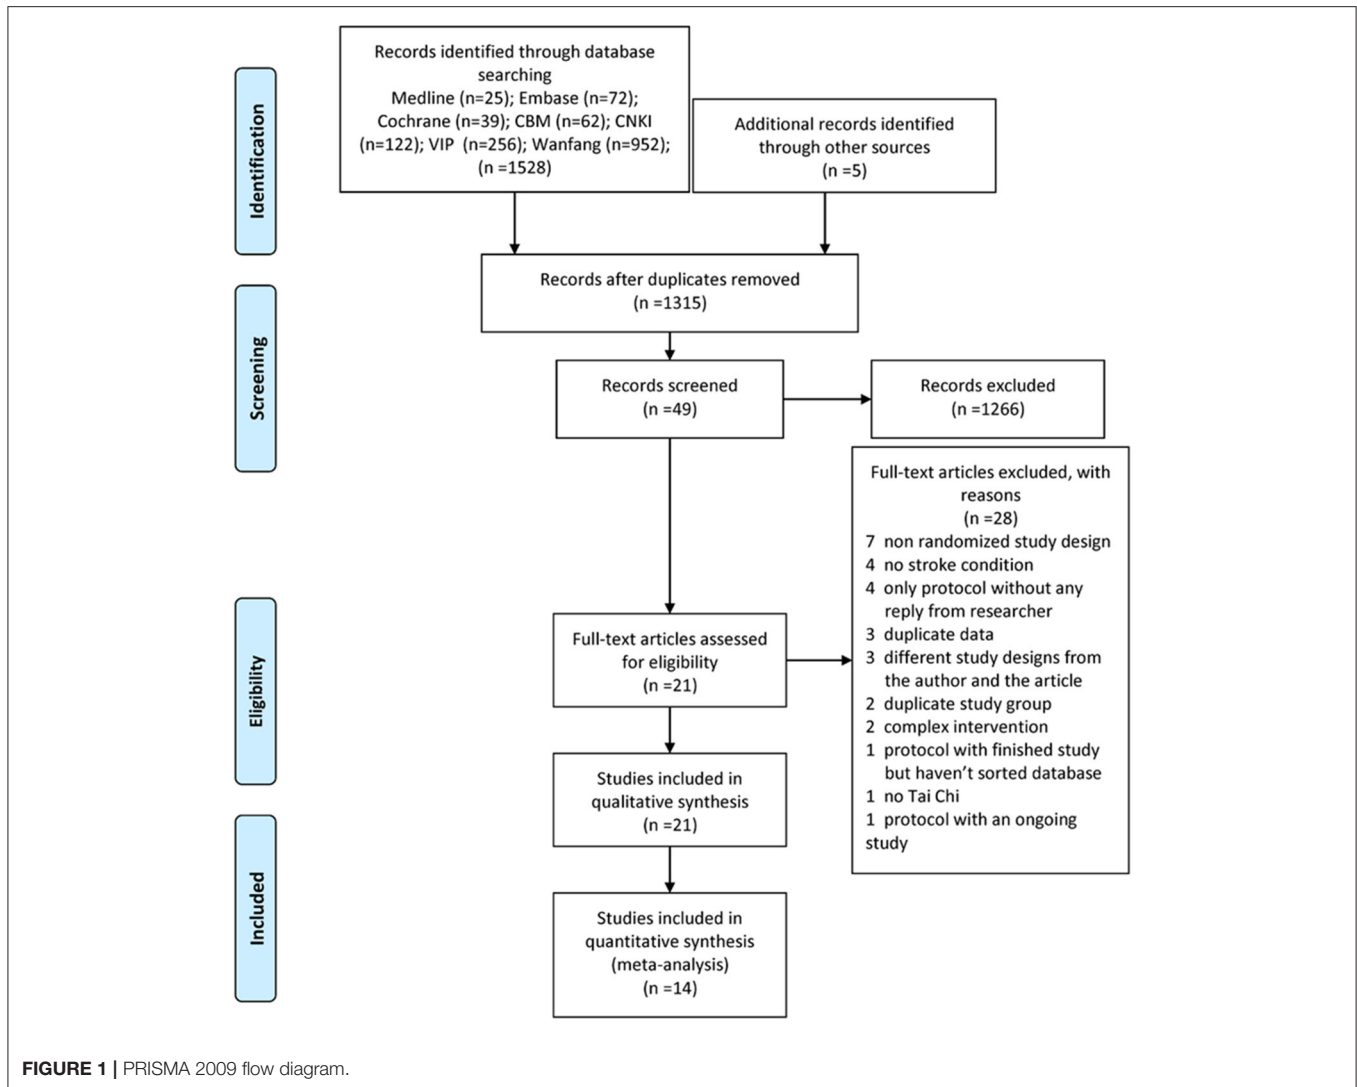 Identification
Records identified through database
searching
Medline (n=25); Embase (n=72);
Cochrane (n=39); CBM (n=62); CNKI
(n=122); VIP (n=256); Wanfang (n=952);
(n =1528)
Additional records identified
through other sources
(n =5)
Records after duplicates removed
(n =1315)
Screening
Records screened
(n =49)
Records excluded
(n =1266)
Full-text articles excluded, with
reasons
(n =28)
7 non randomized study design
4 no stroke condition
4 only protocol without any
reply from researcher
3 duplicate data
3 different study designs from
the author and the article
2 duplicate study group
2 complex intervention
1 protocol with finished study
but haven't sorted database
1 no Tai Chi
1 protocol with an ongoing
study
Eligibility
Full-text articles assessed
for eligibility
(n =21)
Studies included in
qualitative synthesis
(n =21)
Included
Studies included in
quantitative synthesis
(meta-analysis)
(n =14)
FIGURE 1 | PRISMA 2009 flow diagram.